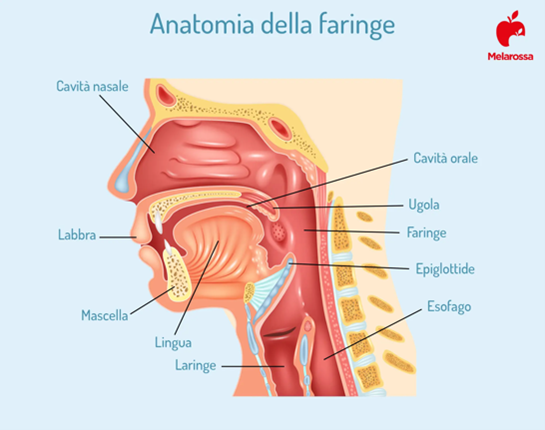 Anatomia della faringe
Melarossa
Cavità nasale
Cavità orale
Ugola
Labbra
Faringe
Epiglottide
Mascella
Esofago
Lingua
Laringe